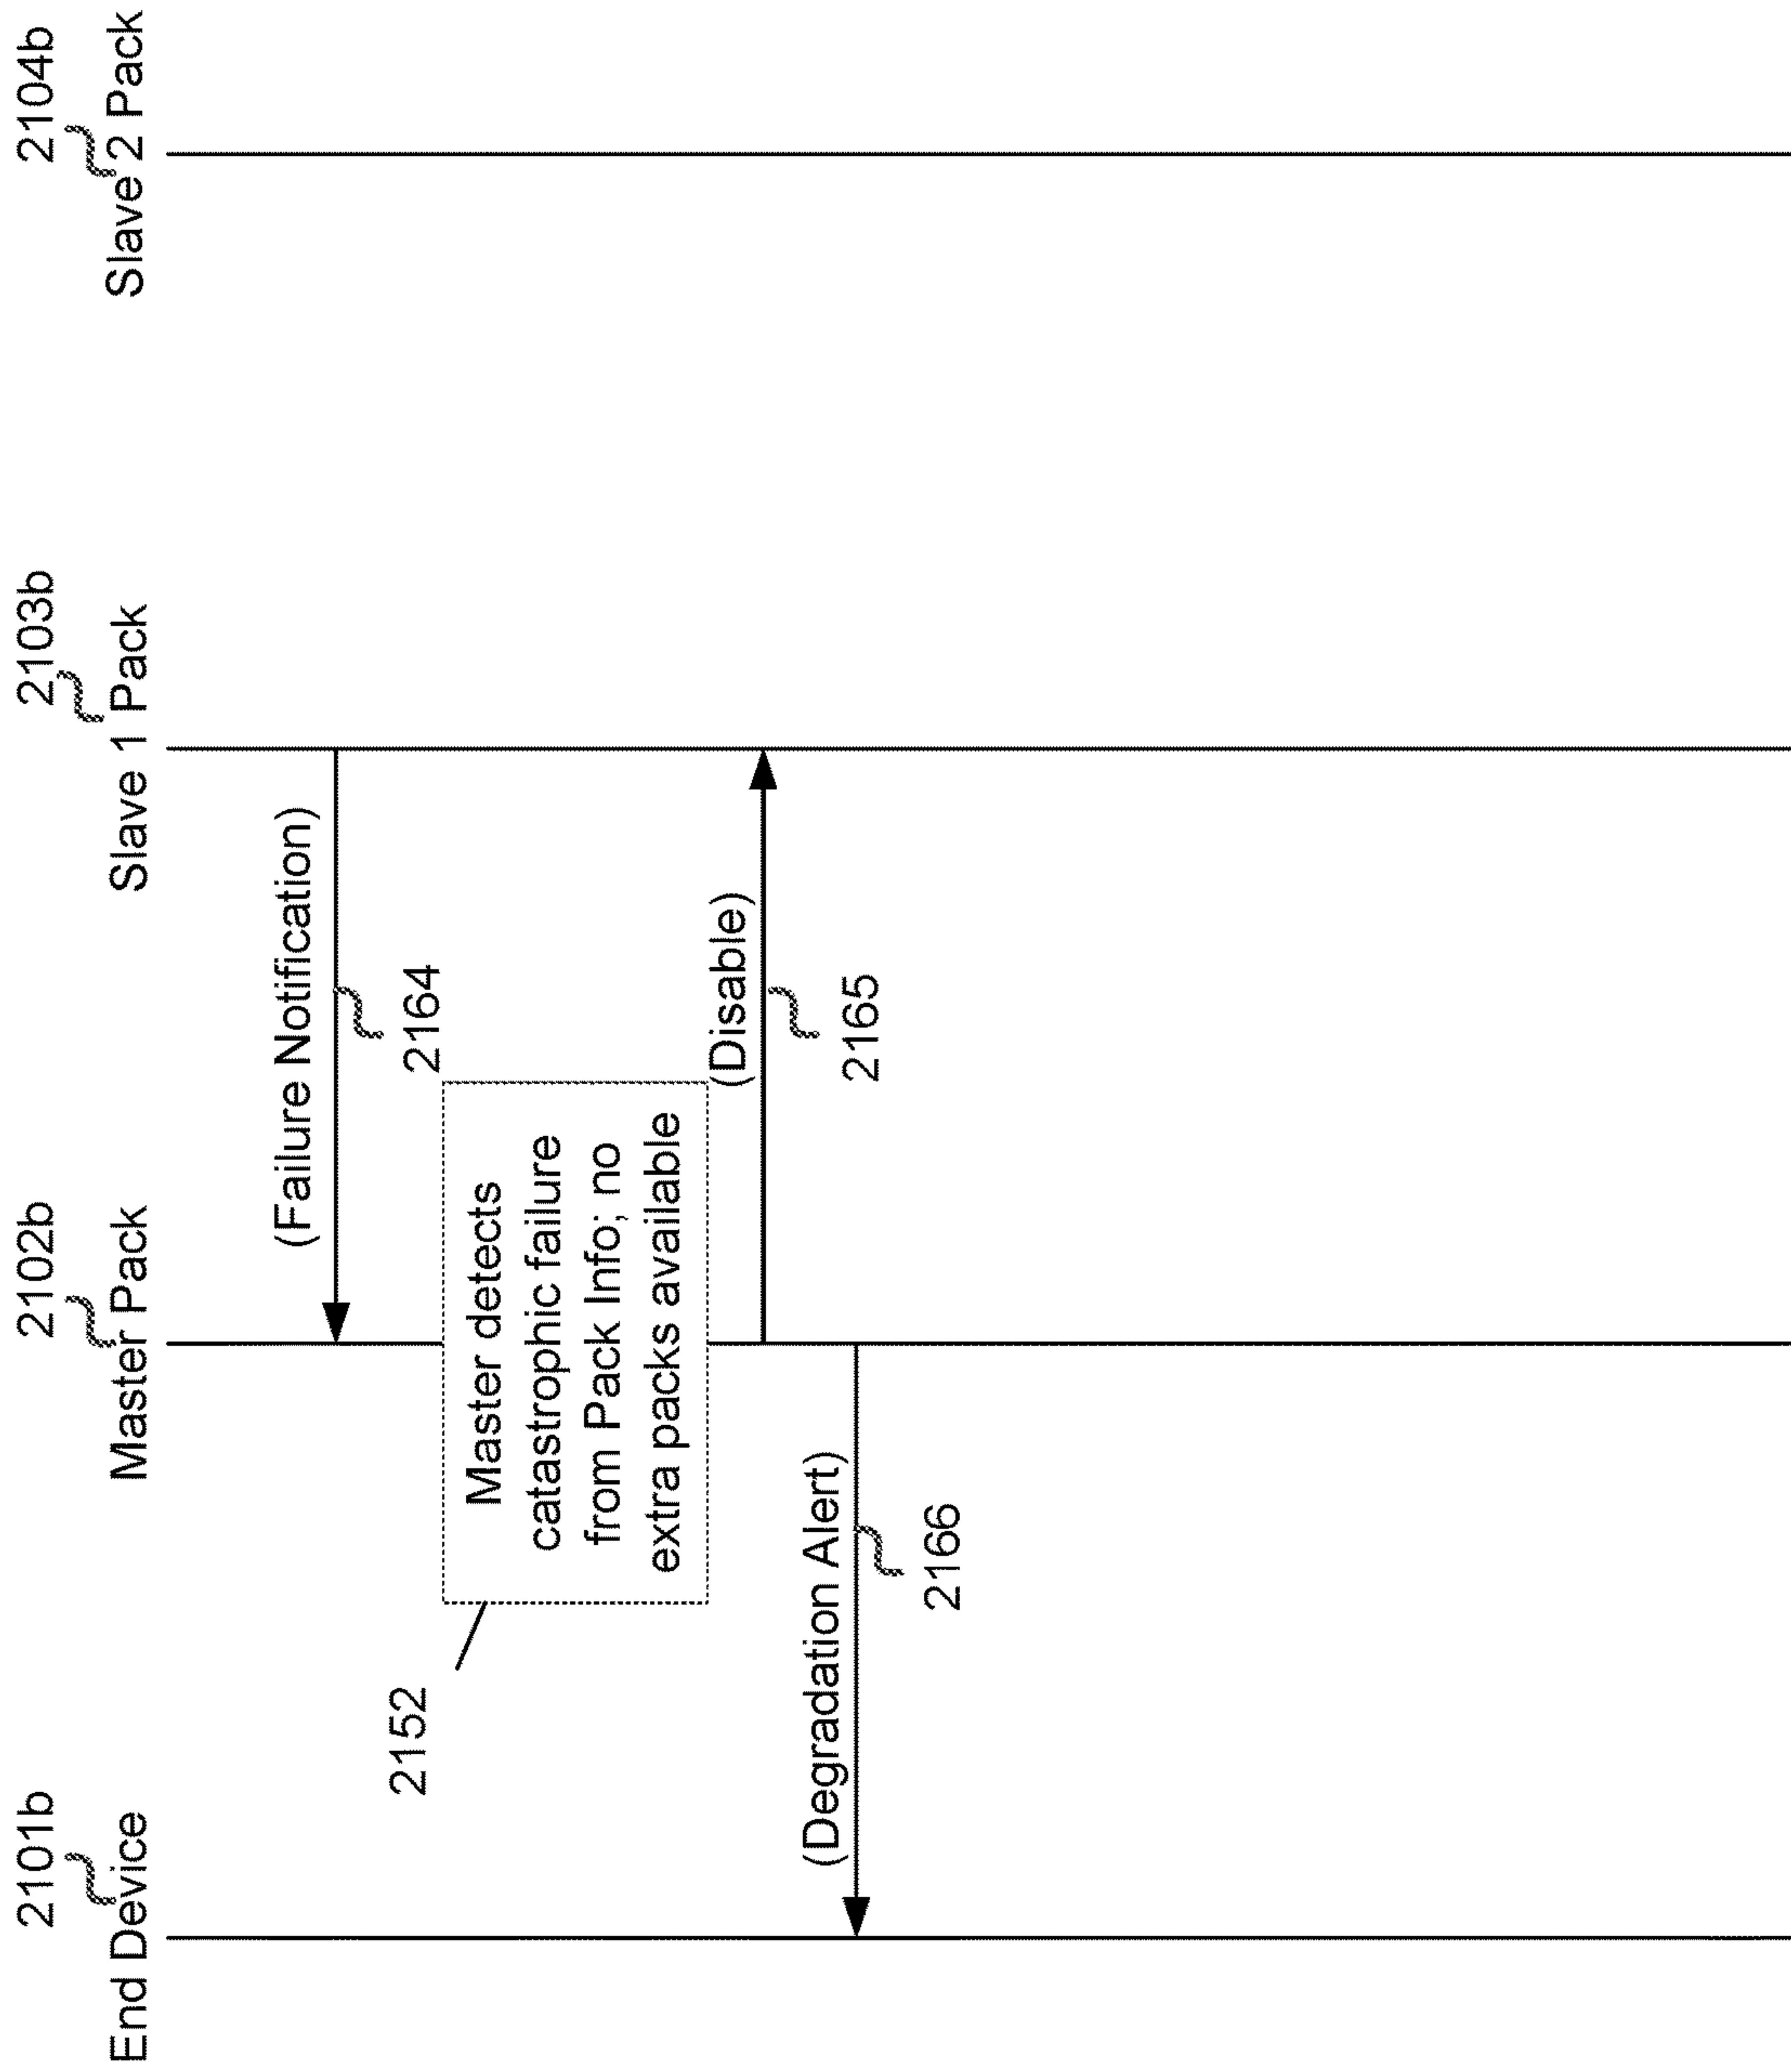 2101b
End Device
2102b
Master Pack
2103b
Slave 1 Pack
2104b
Slave 2 Pack
(Failure Notification)
2164
2152
Master detects
catastrophic failure
from Pack Info; no
extra packs available
(Disable)
2165
(Degradation Alert)
2166